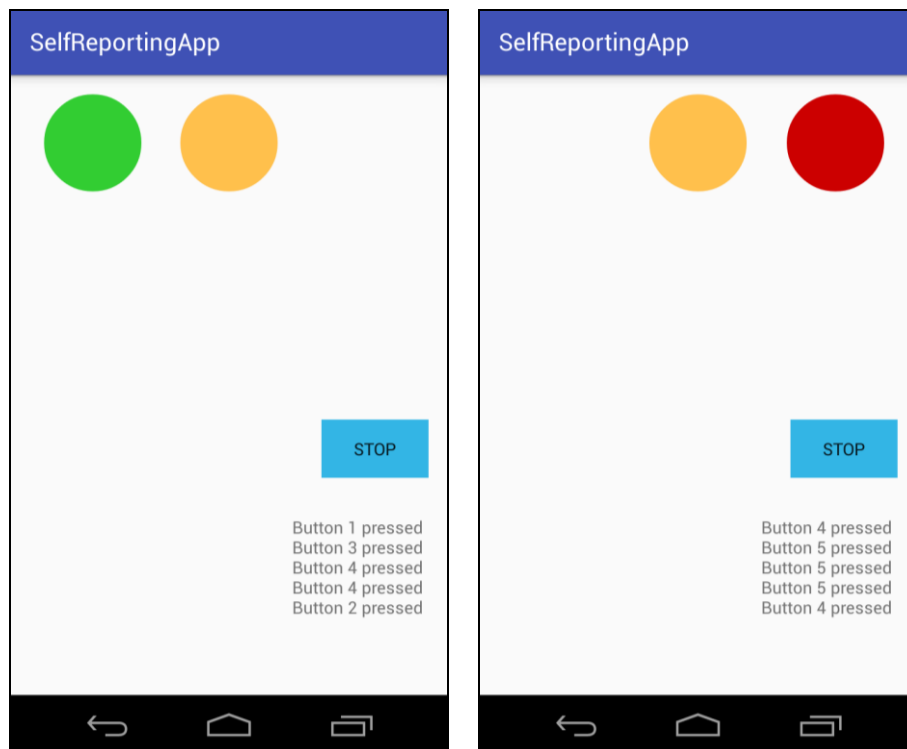 SelfReportingApp
STOP
Button 1 pressed
Button 3 pressed
Button 4 pressed
Button 4 pressed
Button 2 pressed
SelfReportingApp
STOP
Button 4 pressed
Button 5 pressed
Button 5 pressed
Button 5 pressed
Button 4 pressed